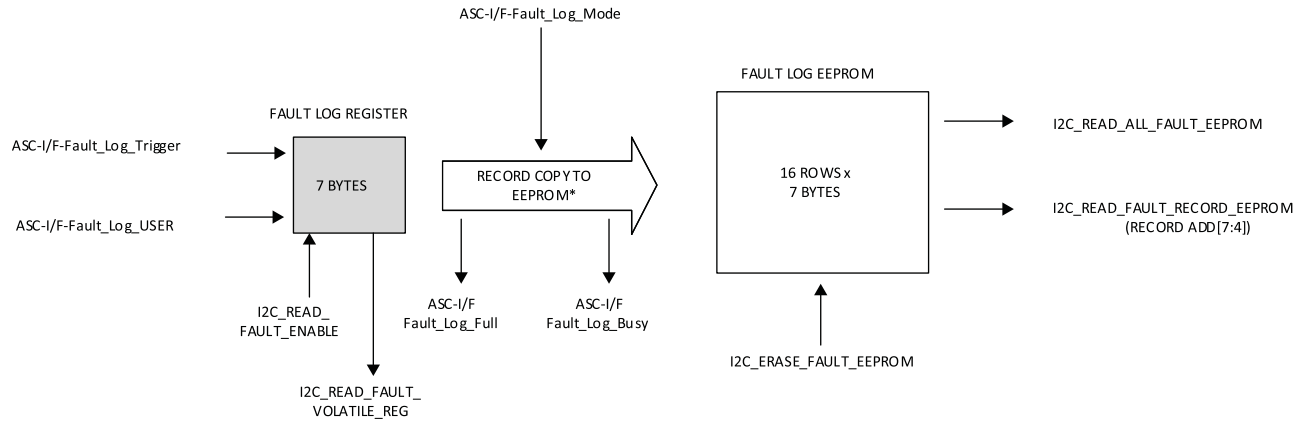 ASC-I/F-Fault_Log_Mode
FAULT LOG EEPROM
FAULT LOG REGISTER
ASC-I/F-Fault_Log_Trigger
7 BYTES
ASC-I/F-Fault_Log_USER
RECORD COPY TO
EEPROM*
16 ROWS x
7 BYTES
I2C_READ_ALL_FAULT_EEPROM
I2C_READ_FAULT_RECORD_EEPROM
(RECORD ADD[7:4])
I2C_READ_
FAULT_ENABLE
ASC-I/F
Fault_Log_Full
ASC-I/F
Fault_Log_Busy
I2C_ERASE_FAULT_EEPROM
I2C_READ_FAULT_
VOLATILE_REG